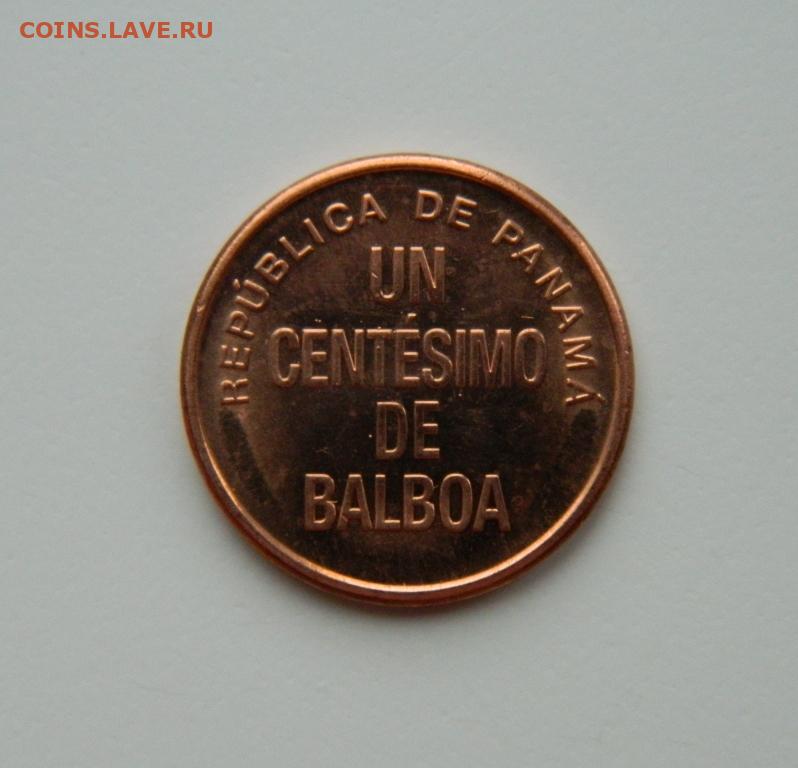 COINS.LAVE.RU
REPÚBLICA DE PANAMÁ
UN
CENTÉSIMO
DE
BALBOA